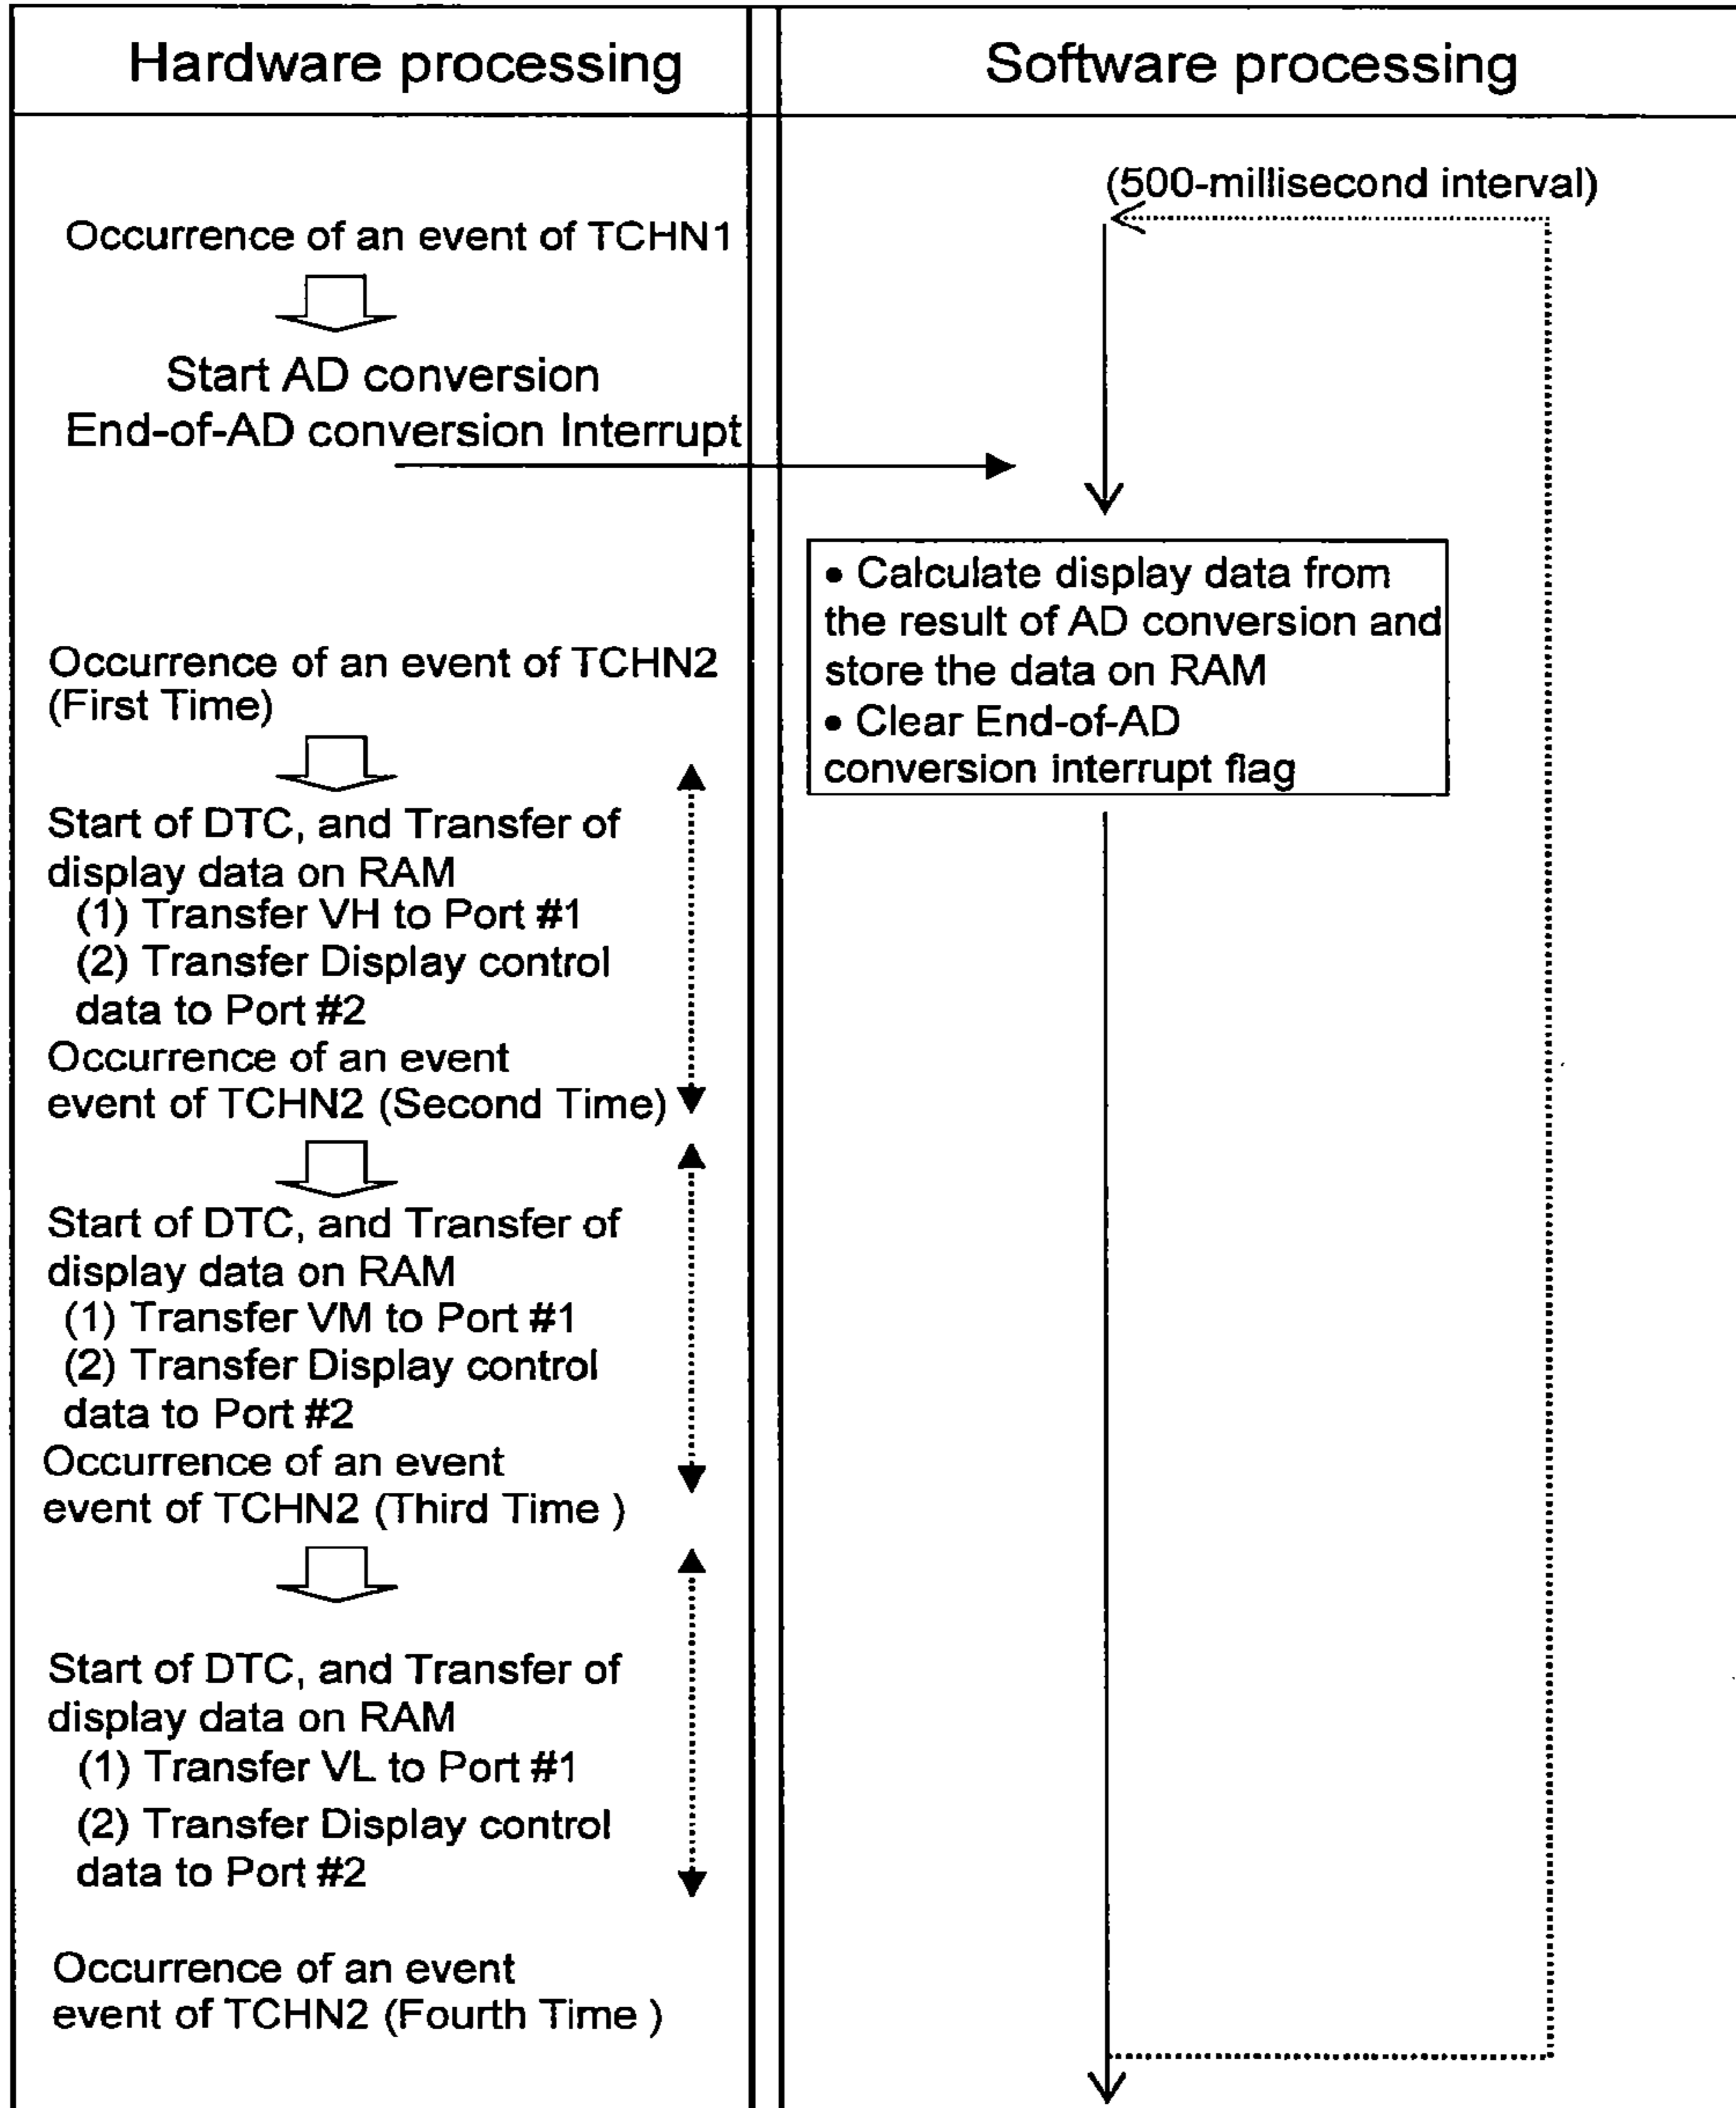 Hardware processing
Software processing
(500-millisecond interval)
Occurrence of an event of TCHN1
Start AD conversion
End-of-AD conversion Interrupt
• Calculate display data from
the result of AD conversion and
store the data on RAM
• Clear End-of-AD
conversion interrupt flag
Occurrence of an event of TCHN2
(First Time)
Start of DTC, and Transfer of
display data on RAM
(1) Transfer VH to Port #1
(2) Transfer Display control
data to Port #2
Occurrence of an event
event of TCHN2 (Second Time)
Start of DTC, and Transfer of
display data on RAM
(1) Transfer VM to Port #1
(2) Transfer Display control
data to Port #2
Occurrence of an event
event of TCHN2 (Third Time )
Start of DTC, and Transfer of
display data on RAM
(1) Transfer VL to Port #1
(2) Transfer Display control
data to Port #2
Occurrence of an event
event of TCHN2 (Fourth Time )